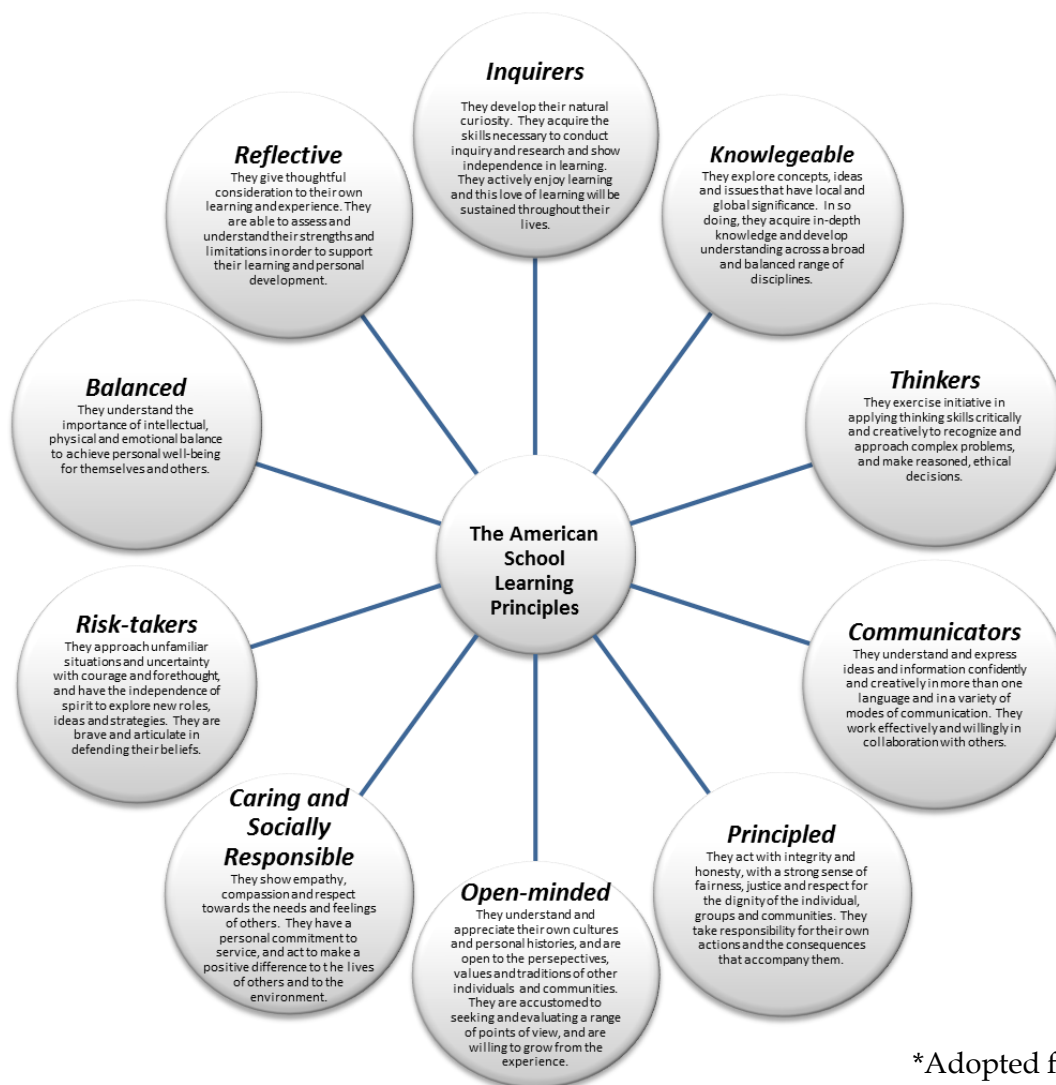 Inquirers
They develop their natural
curiosity. They acquire the
skills necessary to conduct
inquiry and research and show
independence in learning.
They actively enjoy learning
and this love of learning will be
sustained throughout their
lives.
Knowlegeable
They explore concepts, ideas
and issues that have local and
global significance. In so
doing, they acquire in-depth
knowledge and develop
understanding across a broad
and balanced range of
disciplines.
Thinkers
They exercise initiative in
applying thinking skills critically
and creatively to recognize and
approach complex problems,
and make reasoned, ethical
decisions.
Communicators
They understand and express
ideas and information confidently
and creatively in more than one
language and in a variety of
modes of communication. They
work effectively and willingly in
collaboration with others.
Principled
They act with integrity and
honesty, with a strong sense of
fairness, justice and respect for
the dignity of the individual,
groups and communities. They
take responsibility for their own
actions and the consequences
that accompany them.
Open-minded
They understand and
appreciate their own cultures
and personal histories, and are
open to the persepectives,
values and traditions of other
individuals and communities.
They are accustomed to
seeking and evaluating a range
of points of view, and are
willing to grow from the
experience.
Caring and
Socially
Responsible
They show empathy,
compassion and respect
towards the needs and feelings
of others. They have a
personal commitment to
service, and act to make a
positive difference to the lives
of others and to the
environment.
Risk-takers
They approach unfamiliar
situations and uncertainty
with courage and forethought,
and have the independence of
spirit to explore new roles,
ideas and strategies. They are
brave and articulate in
defending their beliefs.
Balanced
They understand the
importance of intellectual,
physical and emotional balance
to achieve personal well-being
for themselves and others.
Reflective
They give thoughtful
consideration to their own
learning and experience. They
are able to assess and
understand their strengths and
limitations in order to support
their learning and personal
development.
The American
School
Learning
Principles
*Adopted f